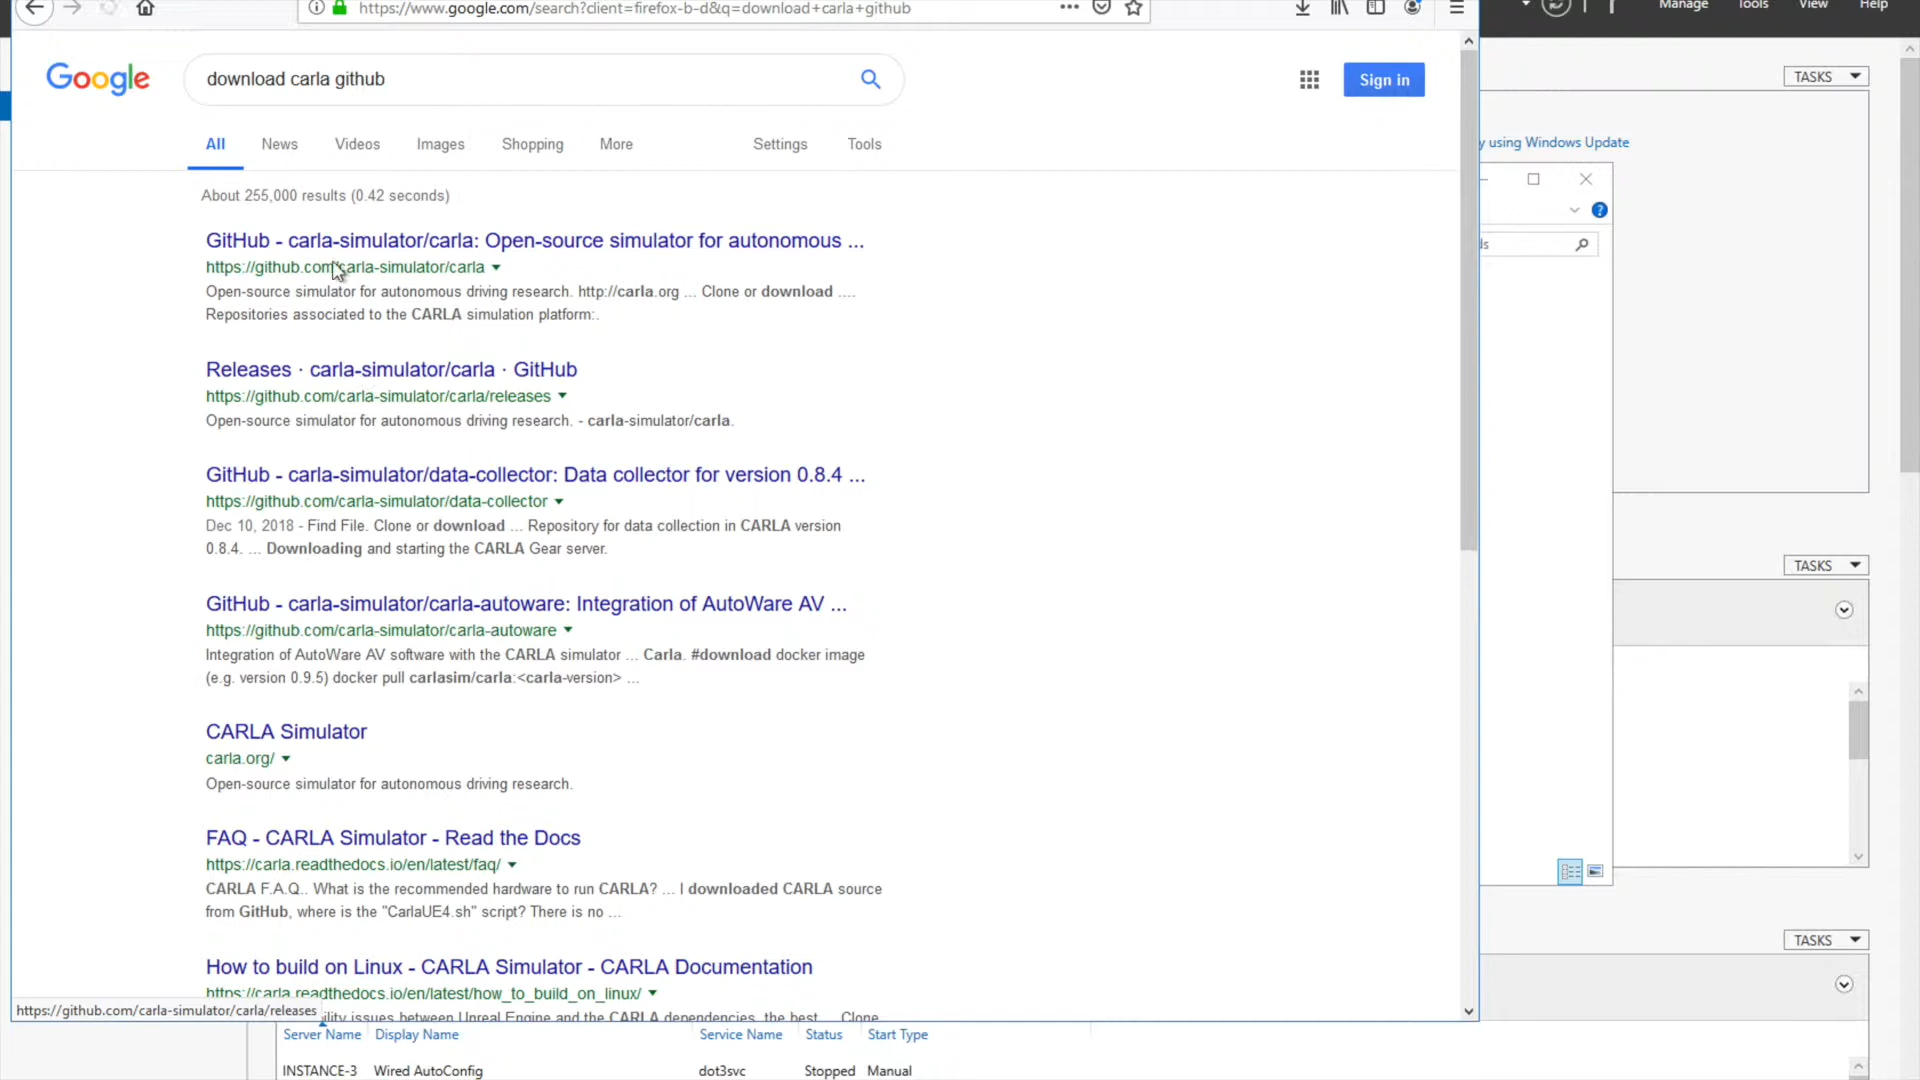 https://www.google.com/search?client=firefox-b-d&q=download+carla+github
Manage Tools View Help
Google
download carla github
Sign in
TASKS
All News Videos Images Shopping More Settings Tools
using Windows Update
About 255,000 results (0.42 seconds)
GitHub - carla-simulator/carla: Open-source simulator for autonomous ...
https://github.com/carla-simulator/carla
Open-source simulator for autonomous driving research. http://carla.org ... Clone or download ....
Repositories associated to the CARLA simulation platform:.
Releases · carla-simulator/carla · GitHub
https://github.com/carla-simulator/carla/releases
Open-source simulator for autonomous driving research. - carla-simulator/carla.
GitHub - carla-simulator/data-collector: Data collector for version 0.8.4 ...
https://github.com/carla-simulator/data-collector
Dec 10, 2018 - Find File. Clone or download ... Repository for data collection in CARLA version
0.8.4. ... Downloading and starting the CARLA Gear server.
TASKS
GitHub - carla-simulator/carla-autoware: Integration of AutoWare AV ...
https://github.com/carla-simulator/carla-autoware
Integration of AutoWare AV software with the CARLA simulator ... Carla. #download docker image
(e.g. version 0.9.5) docker pull carlasim/carla:<carla-version> ...
CARLA Simulator
carla.org/
Open-source simulator for autonomous driving research.
FAQ - CARLA Simulator - Read the Docs
https://carla.readthedocs.io/en/latest/faq/
CARLA F.A.Q.. What is the recommended hardware to run CARLA? ... I downloaded CARLA source
from GitHub, where is the "CarlaUE4.sh" script? There is no ...
TASKS
How to build on Linux - CARLA Simulator - CARLA Documentation
https://carla.readthedocs.io/en/latest/how_to_build_on_linux/
https://github.com/carla-simulator/carla/releases
issues between Unreal Engine and the CARLA dependencies, the best ... Clone
Server Name Display Name Service Name Status Start Type
INSTANCE-3 Wired AutoConfig dot3svc Stopped Manual